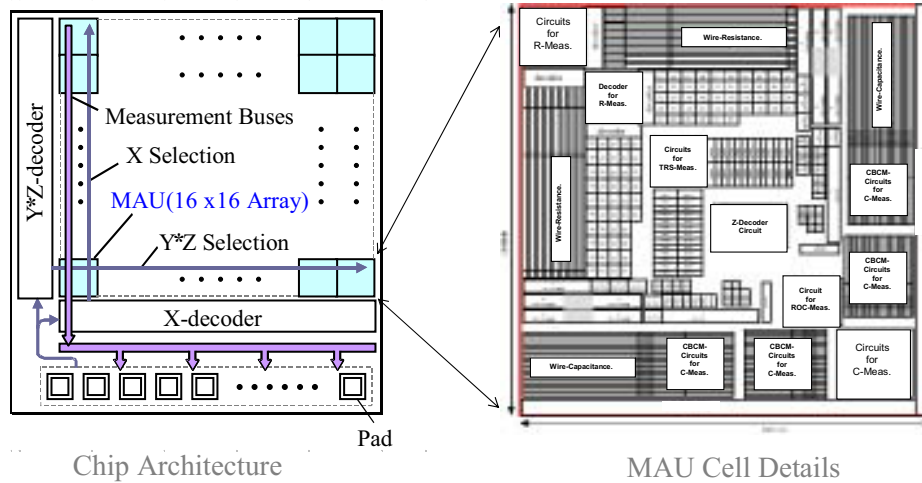 Y*Z-decoder
Measurement Buses
X Selection
MAU(16 x16 Array)
Y*Z Selection
X-decoder
Pad
Chip Architecture
Circuits
for
R-Meas.
Wire-Resistance.
Decoder
for
R-Meas.
Wire-Capacitance.
Circuits
for
TRS-Meas.
Wire-Resistance.
CBCM-
Circuits
for
C-Meas.
Z-Decoder
Circuit
CBCM-
Circuits
for
C-Meas.
Circuit
for
ROC-Meas.
Wire-Capacitance.
CBCM-
Circuits
for
C-Meas.
CBCM-
Circuits
for
C-Meas.
Circuits
for
C-Meas.
MAU Cell Details